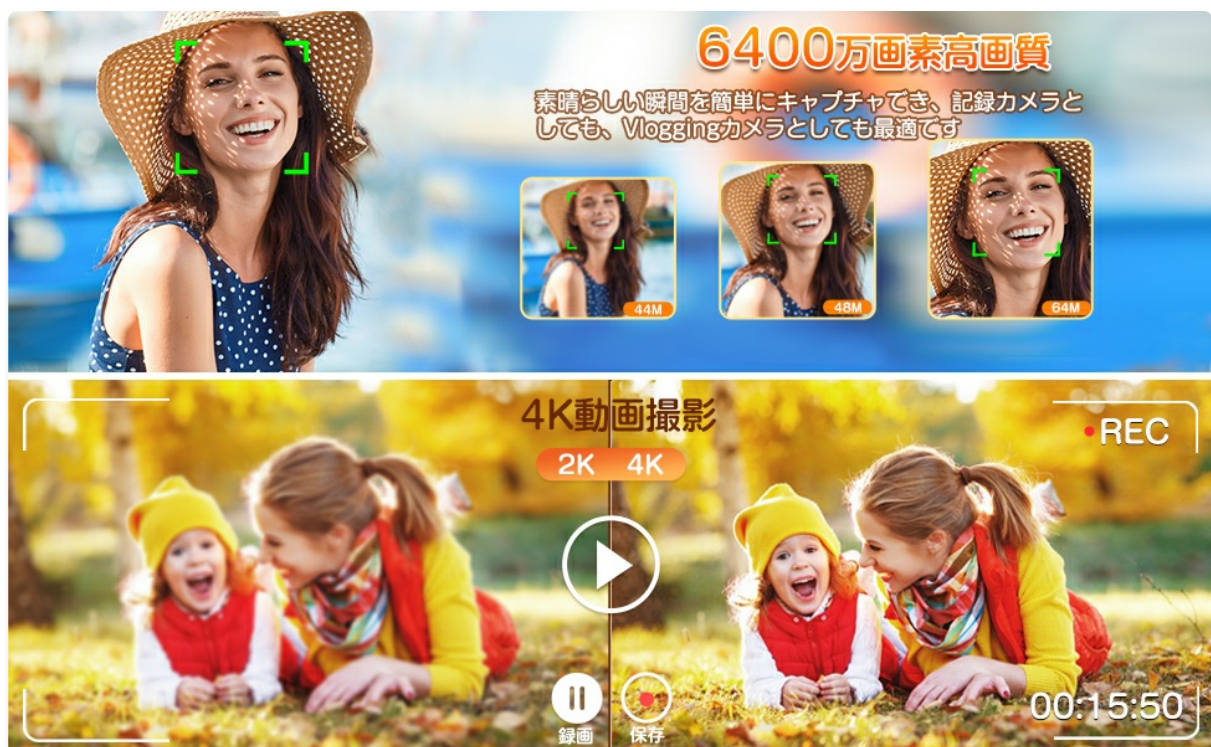 6400万画素高画質
素晴らしい瞬間を簡単にキャプチャでき、記録カメラと
しても、Vloggingカメラとしても最適です
44M
48M
64M
4K動画撮影
2K 4K
REC
録画
保存
00:15:50